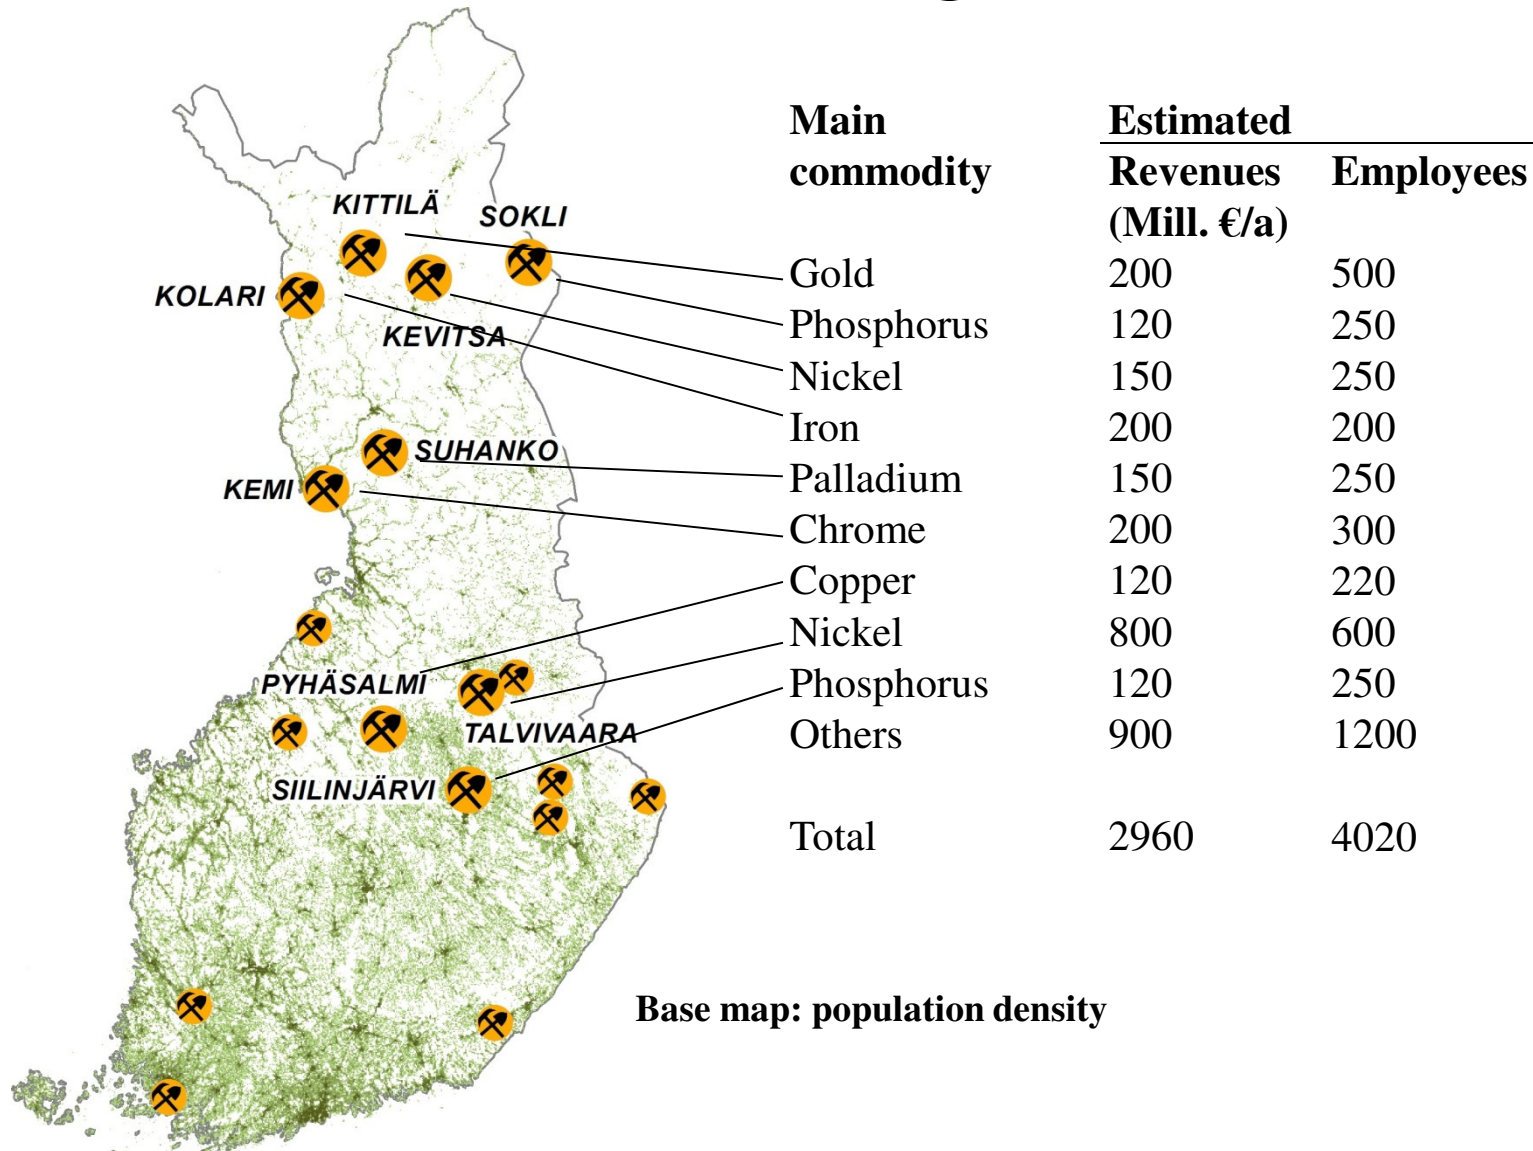 KITTILÄ
SOKLI
KOLARI
KEVITSA
SUHANKO
KEMI
PYHÄSALMI
TALVIVAARA
SIILINJÄRVI
Main Estimated
commodity Revenues Employees
(Mill. €/a)
Gold 200 500
Phosphorus 120 250
Nickel 150 250
Iron 200 200
Palladium 150 250
Chrome 200 300
Copper 120 220
Nickel 800 600
Phosphorus 120 250
Others 900 1200
Total 2960 4020
Base map: population density